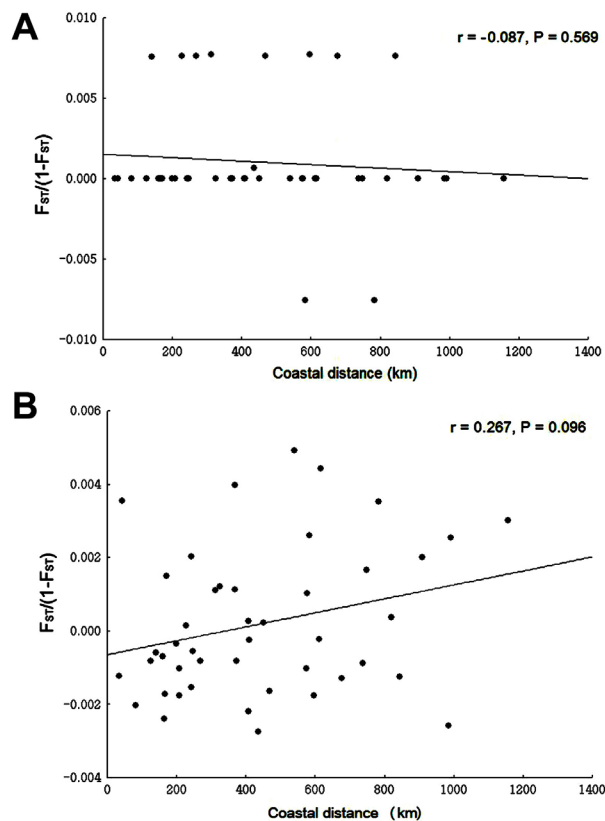 A
r = -0.087, P = 0.569
0.010
0.005
0.000
-0.005
-0.010
FST/(1-FST)
0 200 400 600 800 1000 1200 1400
Coastal distance (km)
B
r = 0.267, P = 0.096
0.006
0.004
0.002
0.000
-0.002
-0.004
FST/(1-FST)
0 200 400 600 800 1000 1200 1400
Coastal distance (km)